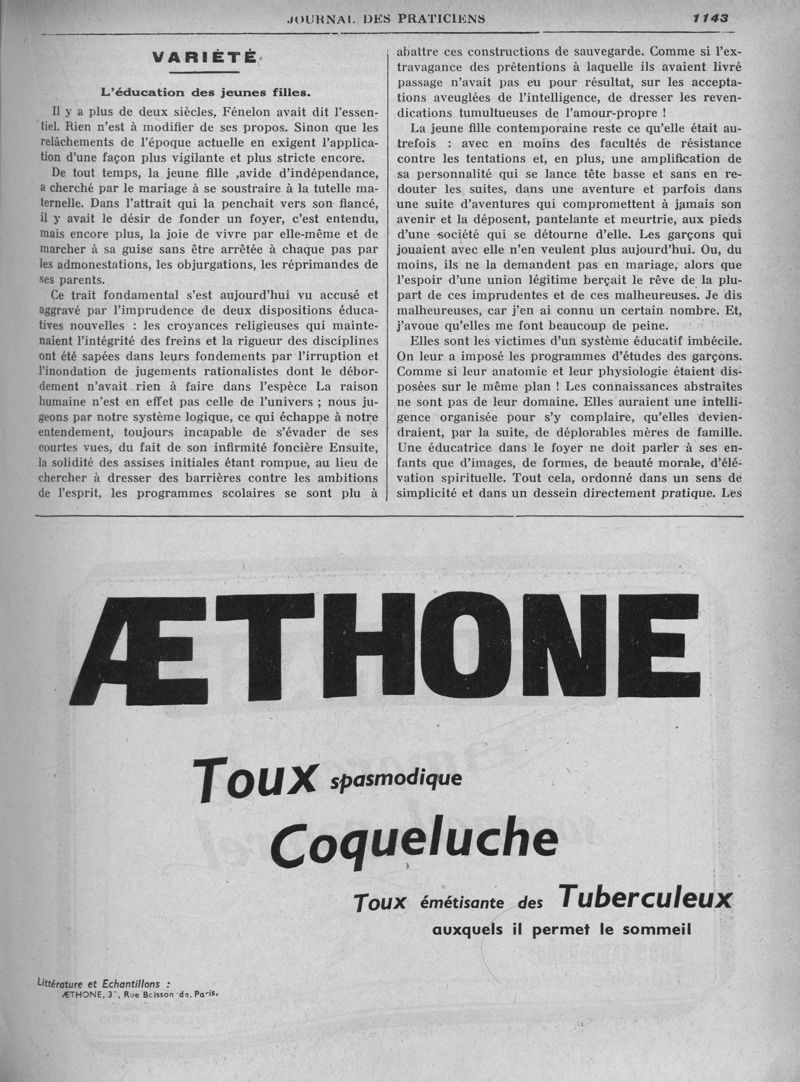 JOURNAL DES PRATICIENS
1143
VARIÉTÉ
L'éducation des jeunes filles.
Il y a plus de deux siècles, Fénelon avait dit l'essen-
tiel. Rien n'est à modifier de ses propos. Sinon que les
relâchements de l'époque actuelle en exigent l'applica-
tion d'une façon plus vigilante et plus stricte encore.
De tout temps, la jeune fille ,avide d'indépendance,
a cherché par le mariage à se soustraire à la tutelle ma-
ternelle. Dans l'attrait qui la penchait vers son fiancé,
il y avait le désir de fonder un foyer, c'est entendu,
mais encore plus, la joie de vivre par elle-même et de
marcher à sa guise sans être arrêtée à chaque pas par
les admonestations, les objurgations, les réprimandes de
ses parents.
Ce trait fondamental s'est aujourd'hui vu accusé et
aggravé par l'imprudence de deux dispositions éduca-
tives nouvelles : les croyances religieuses qui mainte-
naient l'intégrité des freins et la rigueur des disciplines
ont été sapées dans leurs fondements par l'irruption et
l'inondation de jugements rationalistes dont le débor-
dement n'avait rien à faire dans l'espèce La raison
humaine n'est en effet pas celle de l'univers ; nous ju-
geons par notre système logique, ce qui échappe à notre
entendement, toujours incapable de s'évader de ses
courtes vues, du fait de son infirmité foncière Ensuite,
la solidité des assises initiales étant rompue, au lieu de
chercher à dresser des barrières contre les ambitions
de l'esprit, les programmes scolaires se sont plu à
abattre ces constructions de sauvegarde. Comme si l'ex-
travagance des prétentions à laquelle ils avaient livré
passage n'avait pas eu pour résultat, sur les accepta-
tions aveuglées de l'intelligence, de dresser les reven-
dications tumultueuses de l'amour-propre !
La jeune fille contemporaine reste ce qu'elle était au-
trefois : avec en moins des facultés de résistance
contre les tentations et, en plus, une amplification de
sa personnalité qui se lance tête basse et sans en re-
douter les suites, dans une aventure et parfois dans
une suite d'aventures qui compromettent à jamais son
avenir et la déposent, pantelante et meurtrie, aux pieds
d'une société qui se détourne d'elle. Les garçons qui
jouaient avec elle n'en veulent plus aujourd'hui. Ou, du
moins, ils ne la demandent pas en mariage, alors que
l'espoir d'une union légitime berçait le rêve de la plu-
part de ces imprudentes et de ces malheureuses. Je dis
malheureuses, car j'en ai connu un certain nombre. Et,
j'avoue qu'elles me font beaucoup de peine.
Elles sont les victimes d'un système éducatif imbécile.
On leur a imposé les programmes d'études des garçons.
Comme si leur anatomie et leur physiologie étaient dis-
posées sur le même plan ! Les connaissances abstraites
ne sont pas de leur domaine. Elles auraient une intelli-
gence organisée pour s'y complaire, qu'elles devien-
draient, par la suite, de déplorables mères de famille.
Une éducatrice dans le foyer ne doit parler à ses en-
fants que d'images, de formes, de beauté morale, d'élé-
vation spirituelle. Tout cela, ordonné dans un sens de
simplicité et dans un dessein directement pratique. Les
ÆTHONE
Toux spasmodique
Coqueluche
Toux émétisante des Tuberculeux
auxquels il permet le sommeil
Littérature et Echantillons :
ÆTHONE, Rue Paris.